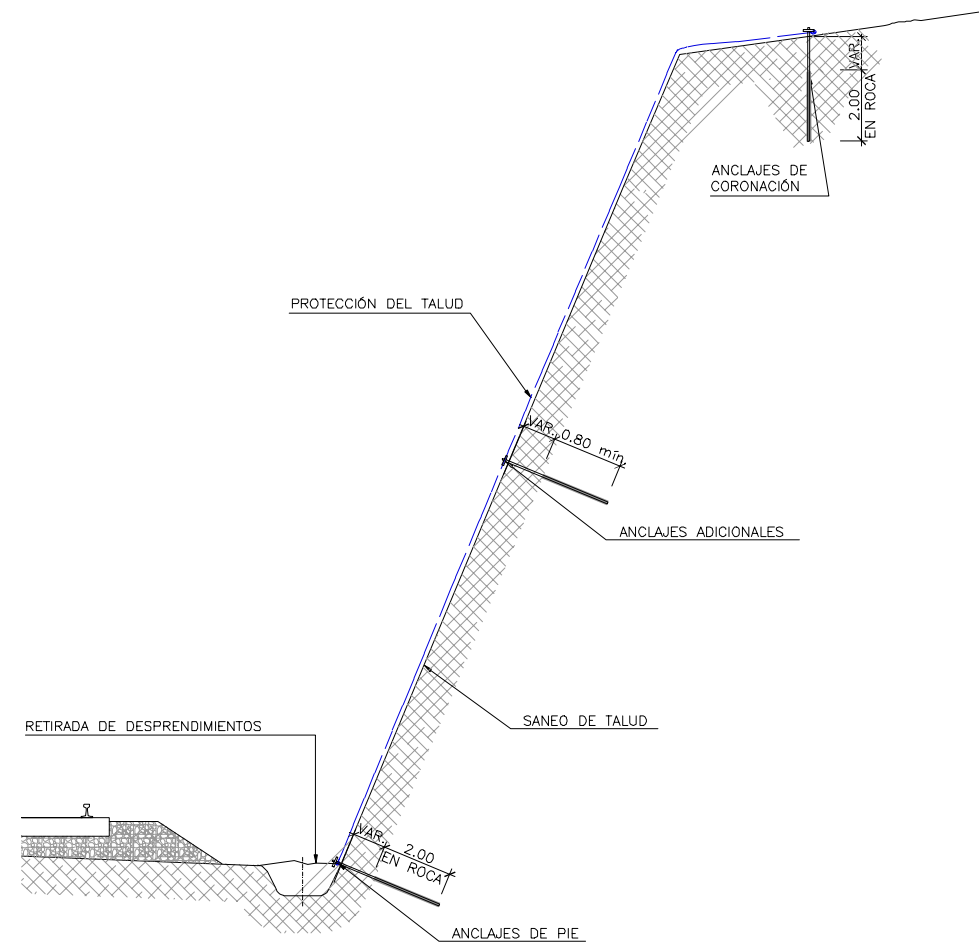 VAR.
2.00
EN ROCA
ANCLAJES DE
CORONACIÓN
PROTECCIÓN DEL TALUD
VAR. 0.80 mín.
ANCLAJES ADICIONALES
SANEO DE TALUD
RETIRADA DE DESPRENDIMIENTOS
VAR. 2.00
EN ROCA
ANCLAJES DE PIE